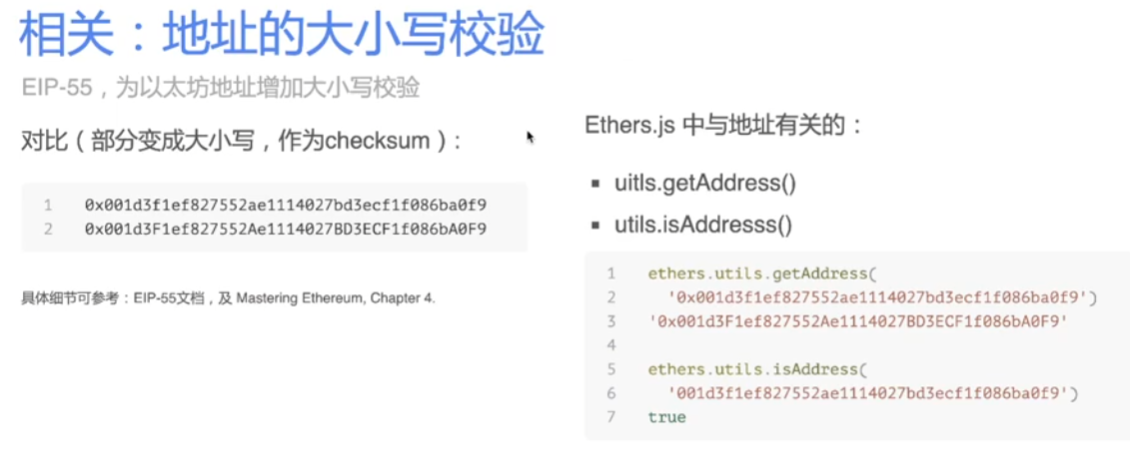 相关：地址的大小写校验
EIP-55，为以太坊地址增加大小写校验
对比（部分变成大小写，作为checksum）:
1 0x001d3f1ef827552ae1114027bd3ecf1f086ba0f9
2 0x001d3F1ef827552Ae1114027BD3ECF1f086bA0F9
具体细节可参考：EIP-55文档，及 Mastering Ethereum, Chapter 4.
Ethers.js 中与地址有关的：
▪ uitls.getAddress()
▪ utils.isAddresss()
1 ethers.utils.getAddress(
2 '0x001d3f1ef827552ae1114027bd3ecf1f086ba0f9')
3 '0x001d3F1ef827552Ae1114027BD3ECF1f086bA0F9'
4
5 ethers.utils.isAddress(
6 '001d3f1ef827552ae1114027bd3ecf1f086ba0f9')
7 true